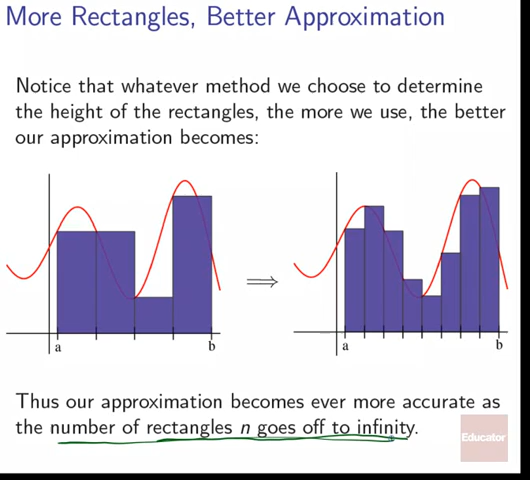 More Rectangles, Better Approximation
Notice that whatever method we choose to determine
the height of the rectangles, the more we use, the better
our approximation becomes:
a
b
⟹
a
b
Thus our approximation becomes ever more accurate as
the number of rectangles n goes off to infinity.
Educator